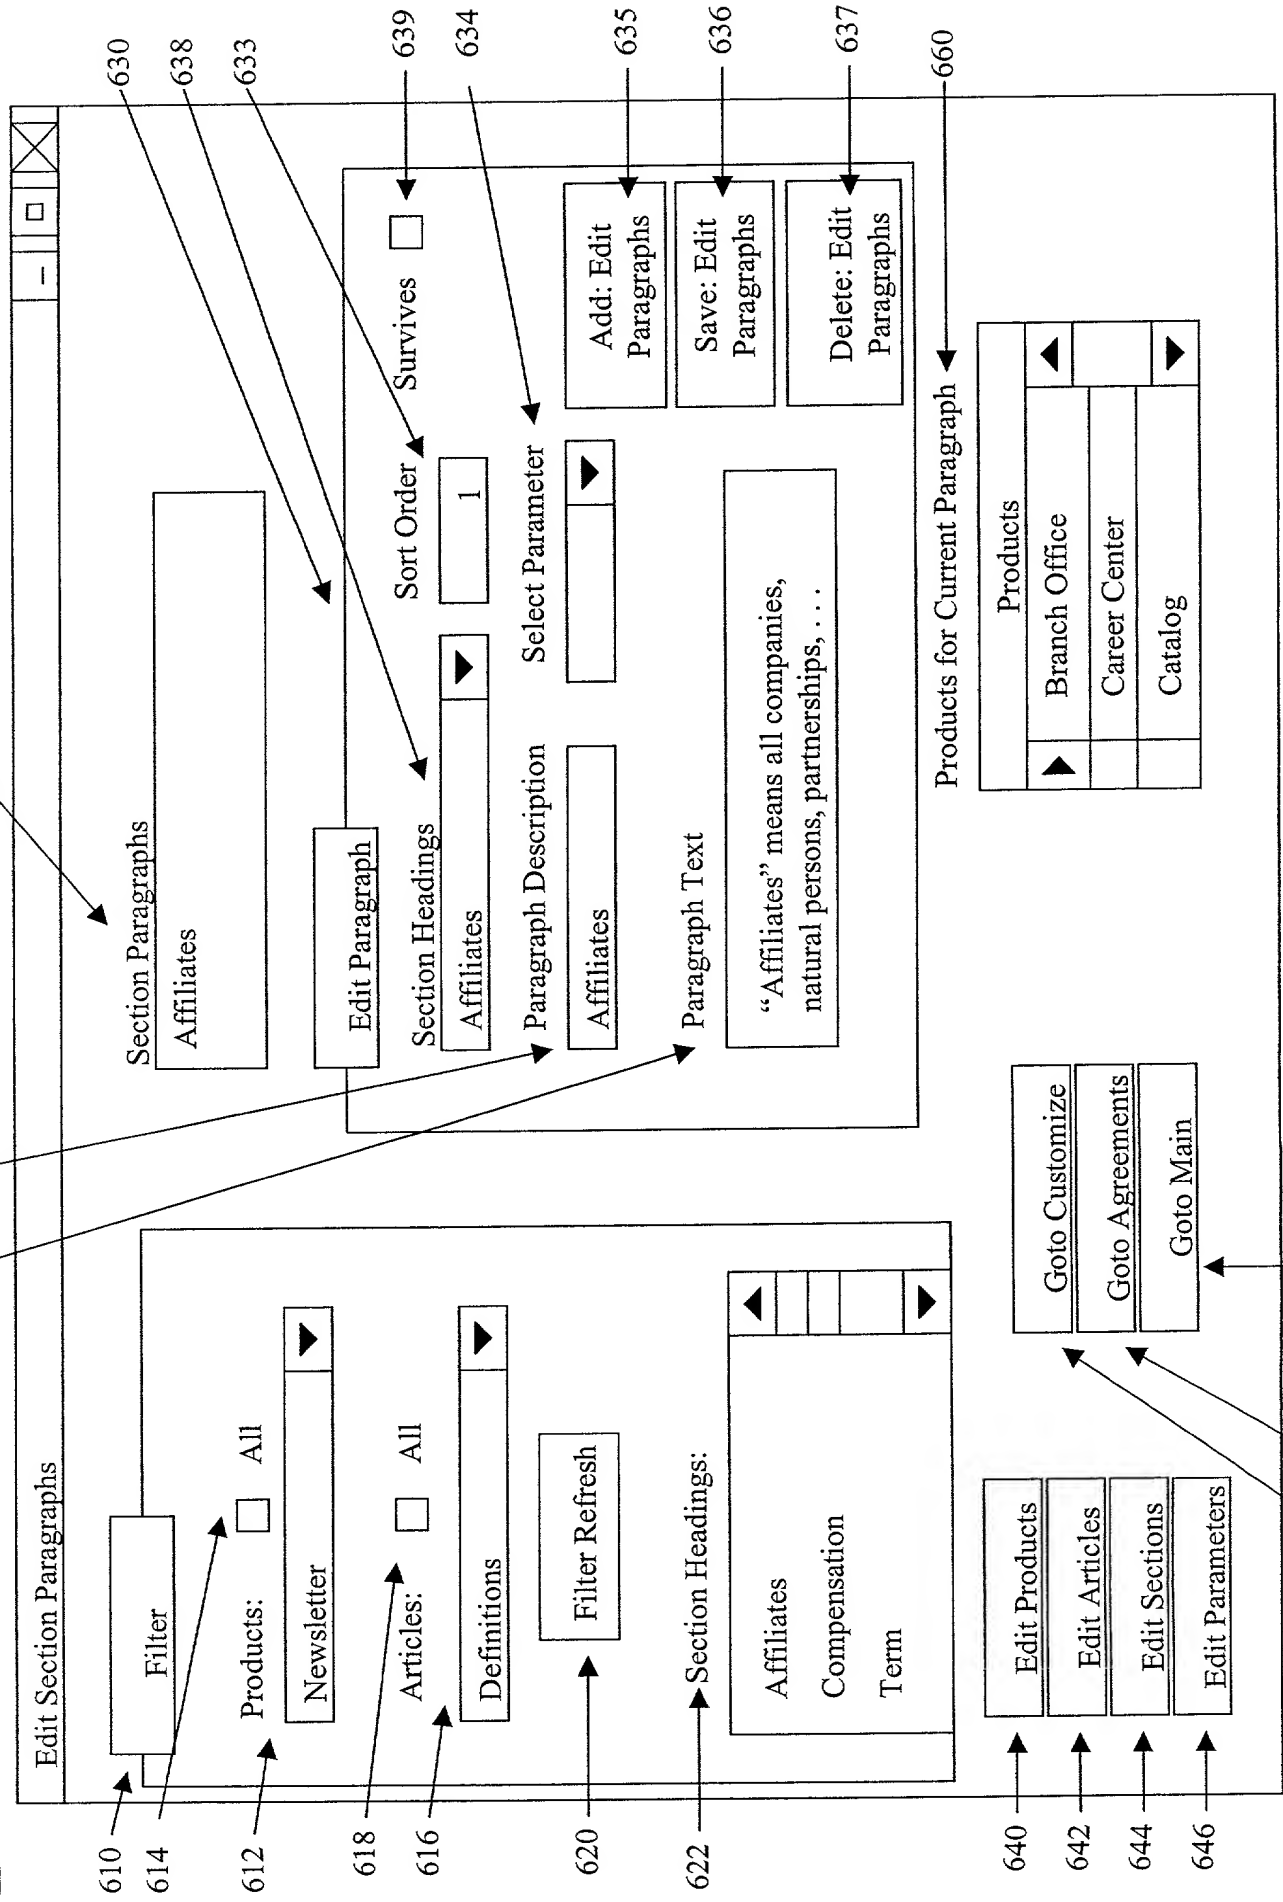 Edit Section Paragraphs
610
Filter
614
Products:
All
612
Newsletter
618
Articles:
All
616
Definitions
620
Filter Refresh
622
Section Headings:
Affiliates
Compensation
Term
640
Edit Products
642
Edit Articles
644
Edit Sections
646
Edit Parameters
Goto Customize
Goto Agreements
Goto Main
Section Paragraphs
Affiliates
630
638
633
639
634
Edit Paragraph
Section Headings
Sort Order
Survives
Affiliates
1
Paragraph Description
Select Parameter
Affiliates
Paragraph Text
“Affiliates” means all companies,
natural persons, partnerships, . . .
Add: Edit
Paragraphs
635
Save: Edit
Paragraphs
636
Delete: Edit
Paragraphs
637
Products for Current Paragraph
660
Products
Branch Office
Career Center
Catalog